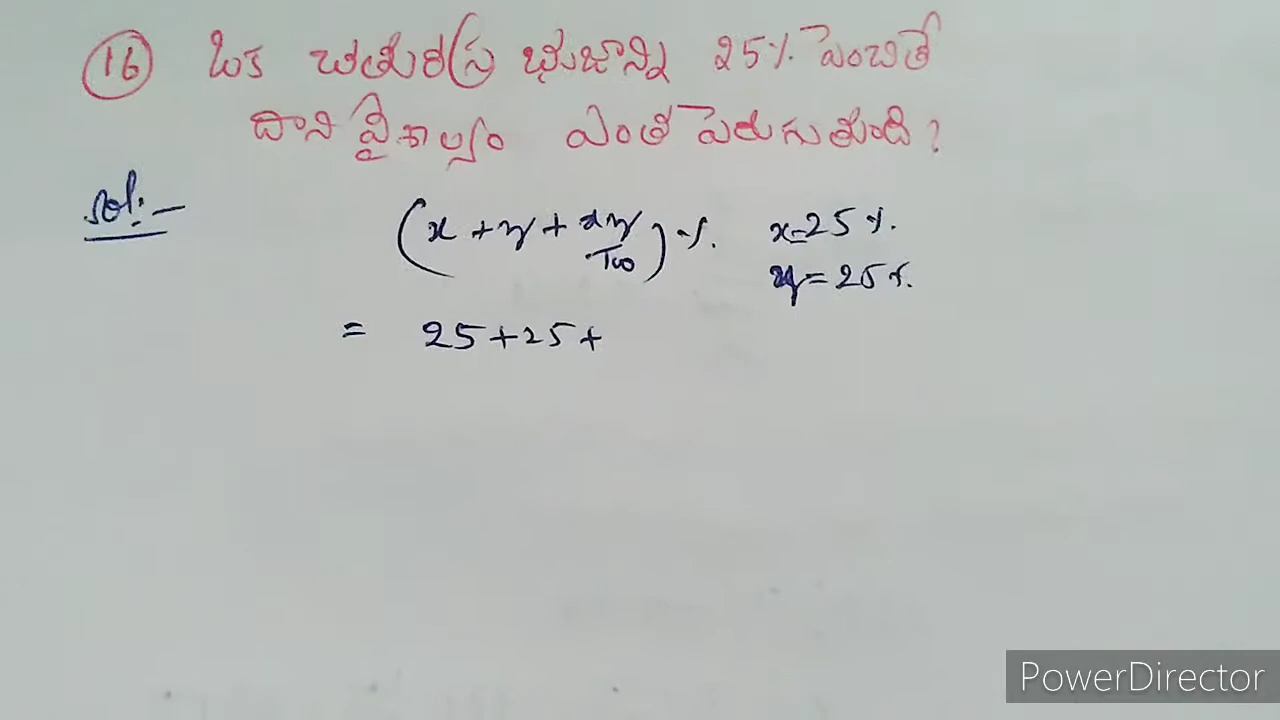 16 ఒక చతురస్ర భుజాన్ని 25% పెంచితే
దాని వైశాల్యం ఎంత పెరుగుతుంది?
Sol:-
(x+y+xy/100)% x=25%
y=25%
= 25+25+
PowerDirector